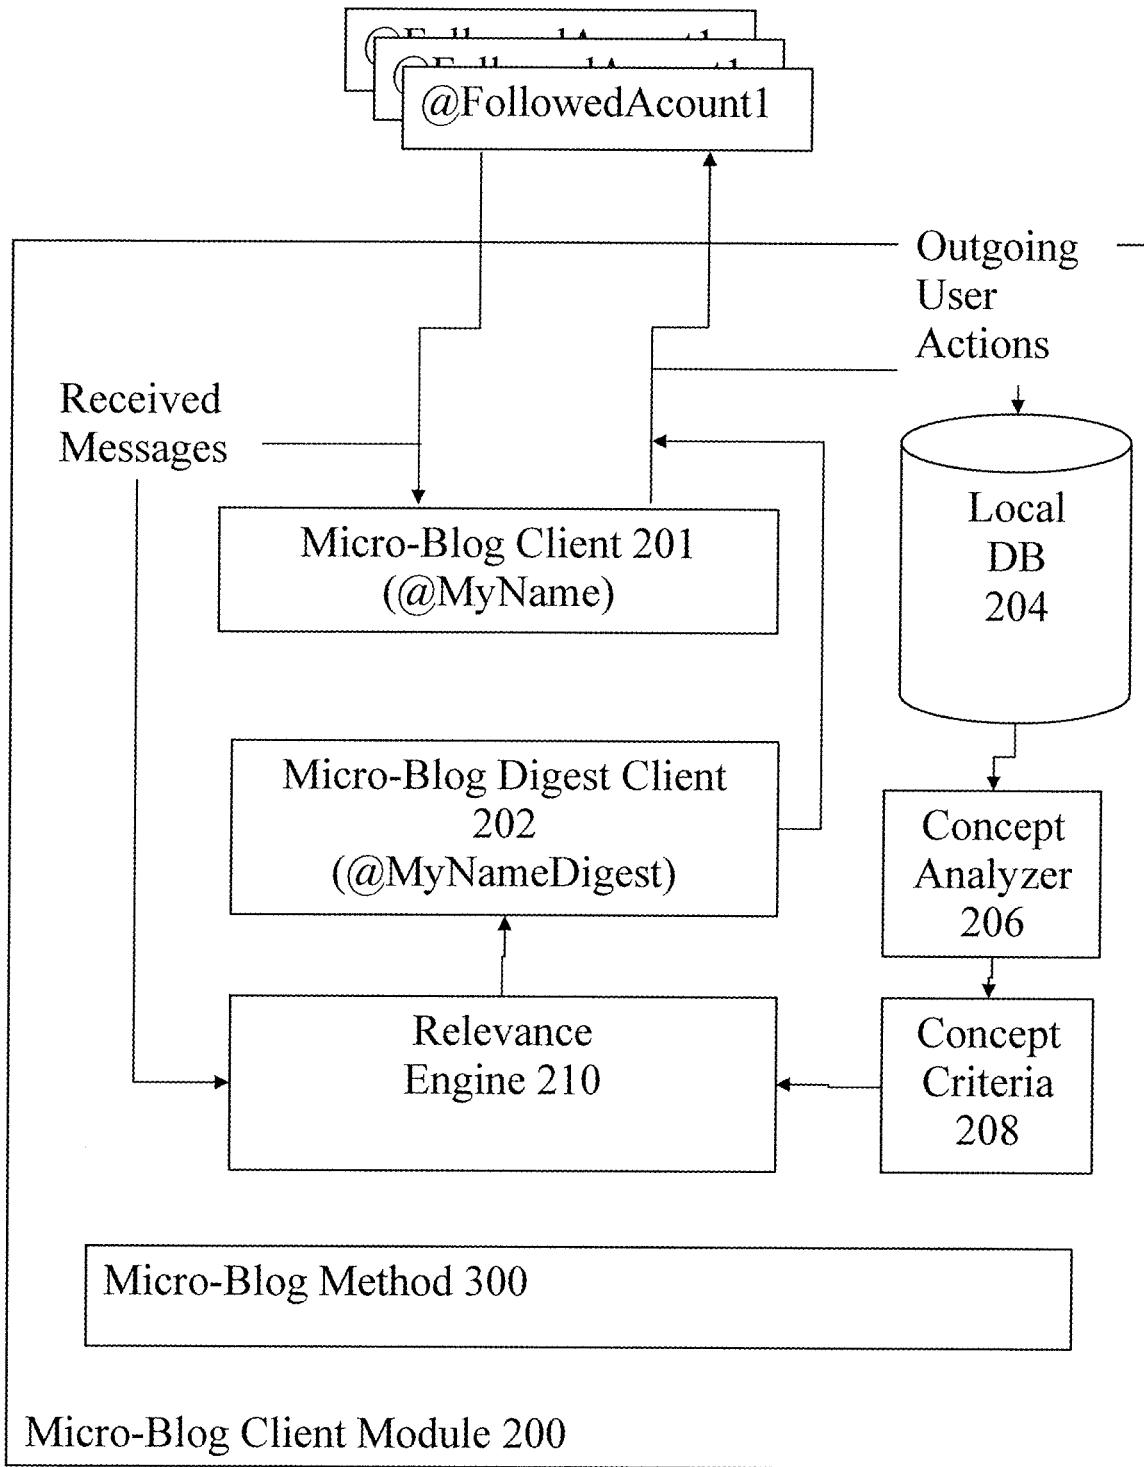 @FollowedAcount1
Outgoing
User
Actions
Received
Messages
Micro-Blog Client 201
(@MyName)
Local
DB
204
Micro-Blog Digest Client
202
(@MyNameDigest)
Concept
Analyzer
206
Relevance
Engine 210
Concept
Criteria
208
Micro-Blog Method 300
Micro-Blog Client Module 200